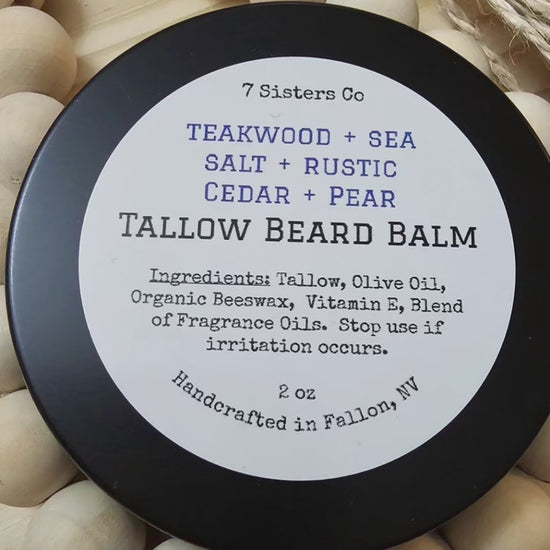 7 Sisters Co
TEAKWOOD + SEA
SALT + RUSTIC
CEDAR + PEAR
TALLOW BEARD BALM
Ingredients: Tallow, Olive Oil,
Organic Beeswax, Vitamin E, Blend
of Fragrance Oils. Stop use if
irritation occurs.
2 oz
Handcrafted in Fallon, NV